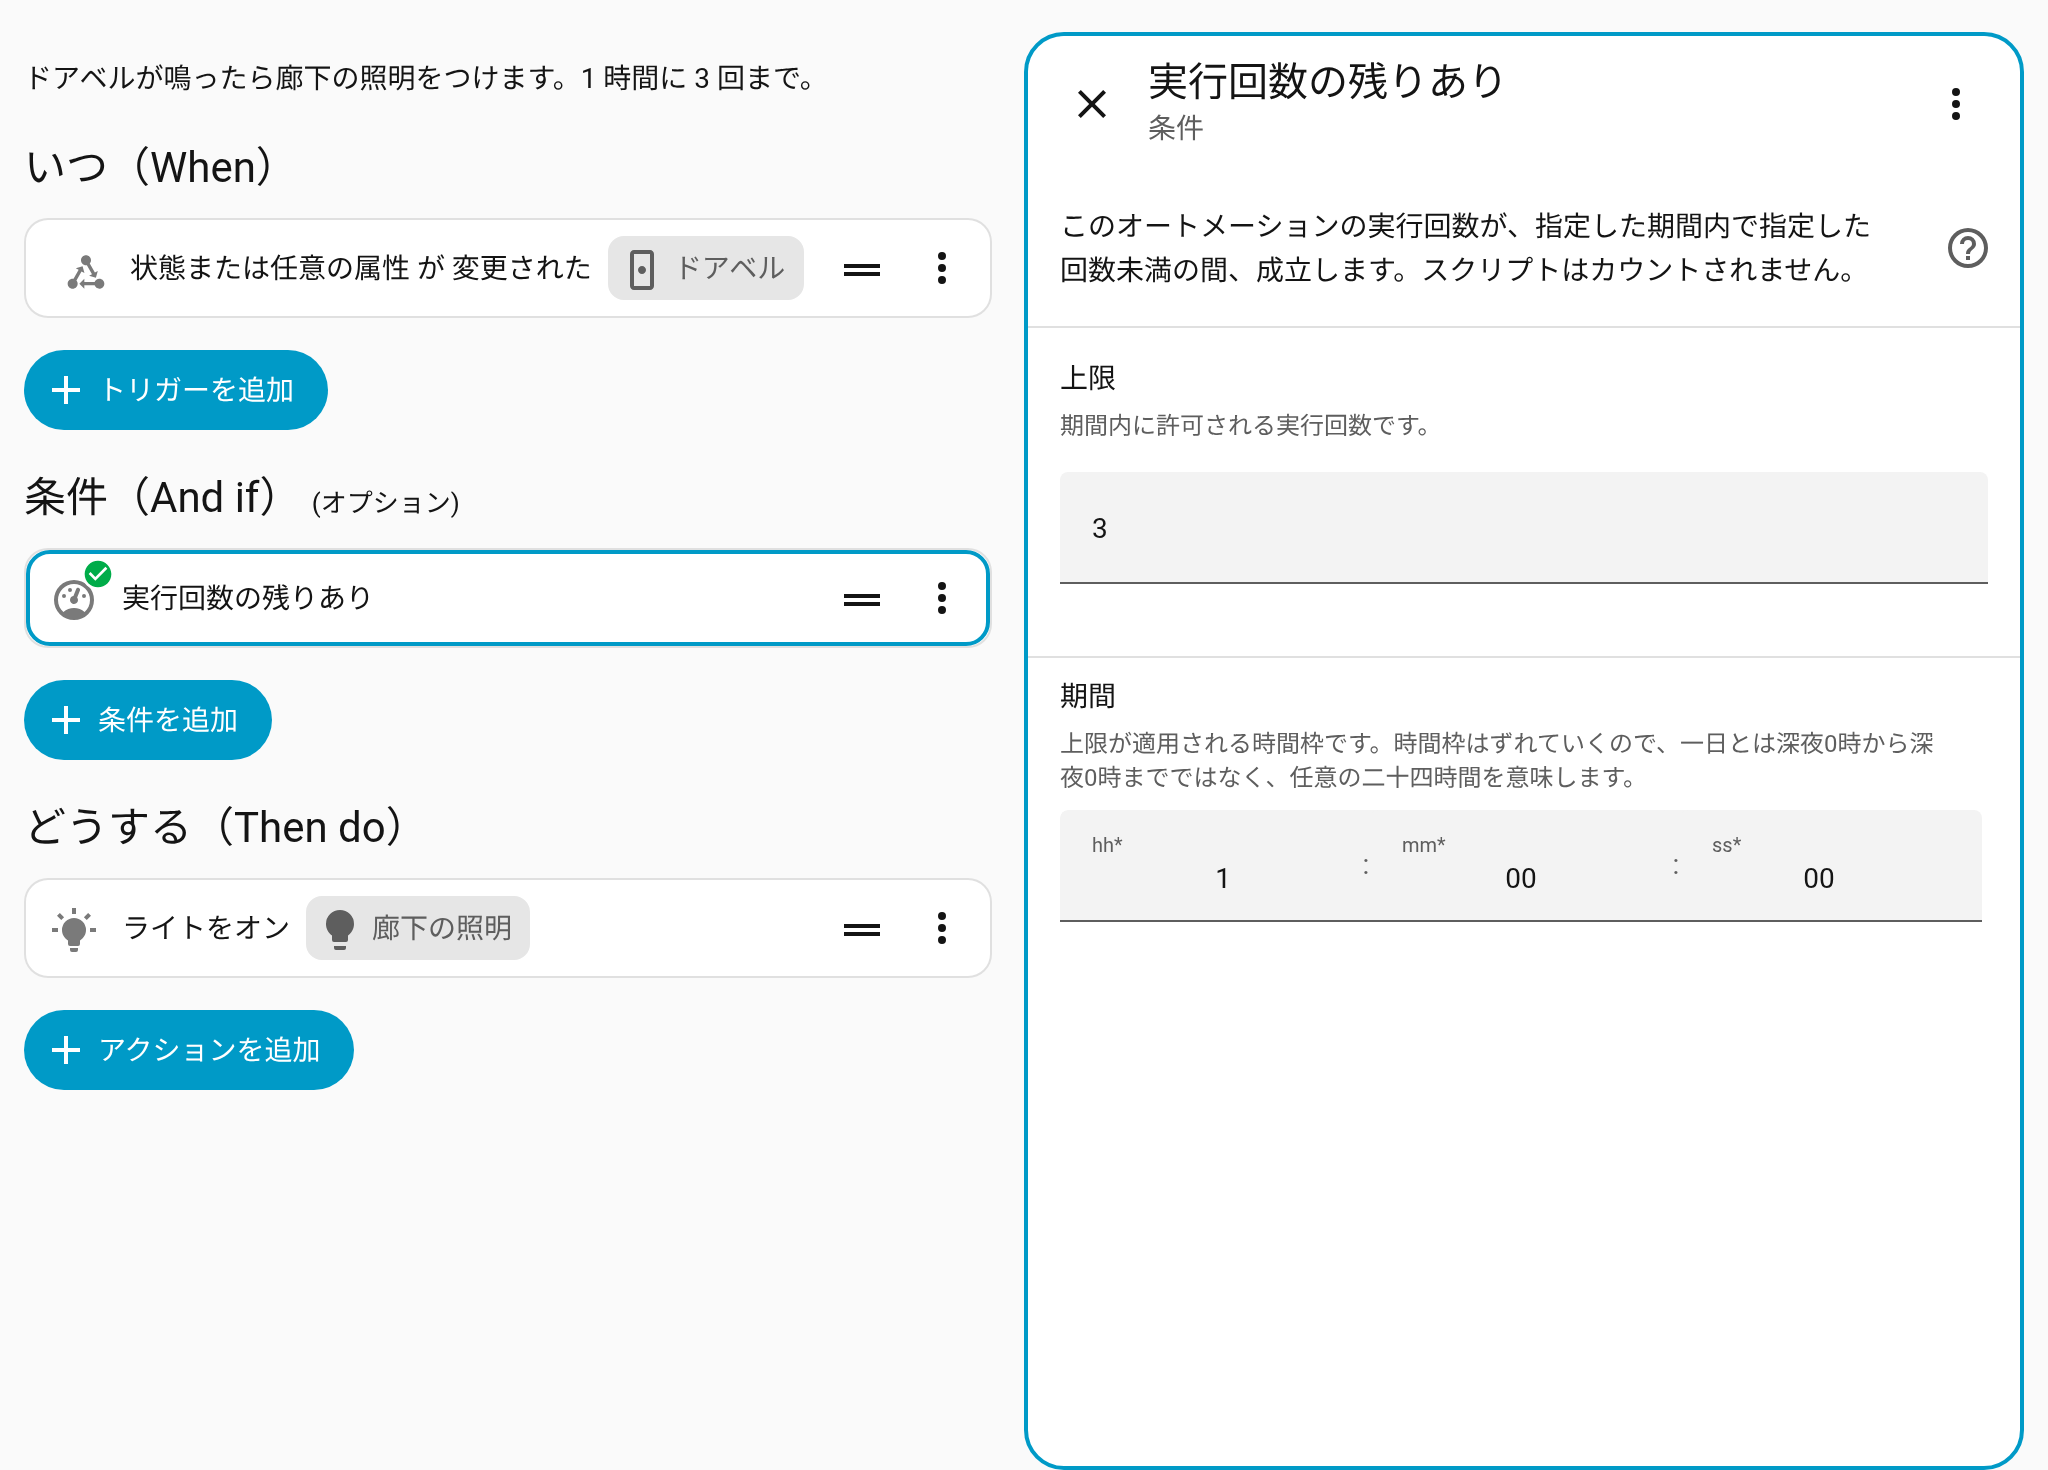 ドアベルが鳴ったら廊下の照明をつけます。1 時間に 3 回まで。
いつ（When）
状態または任意の属性 が 変更された ドアベル
トリガーを追加
条件（And if） (オプション)
実行回数の残りあり
条件を追加
どうする（Then do）
ライトをオン 廊下の照明
アクションを追加
実行回数の残りあり
条件
このオートメーションの実行回数が、指定した期間内で指定した
回数未満の間、成立します。スクリプトはカウントされません。
上限
期間内に許可される実行回数です。
3
期間
上限が適用される時間枠です。時間枠はずれていくので、一日とは深夜0時から深
夜0時まででではなく、任意の二十四時間を意味します。
hh* mm* ss*
1 : 00 : 00